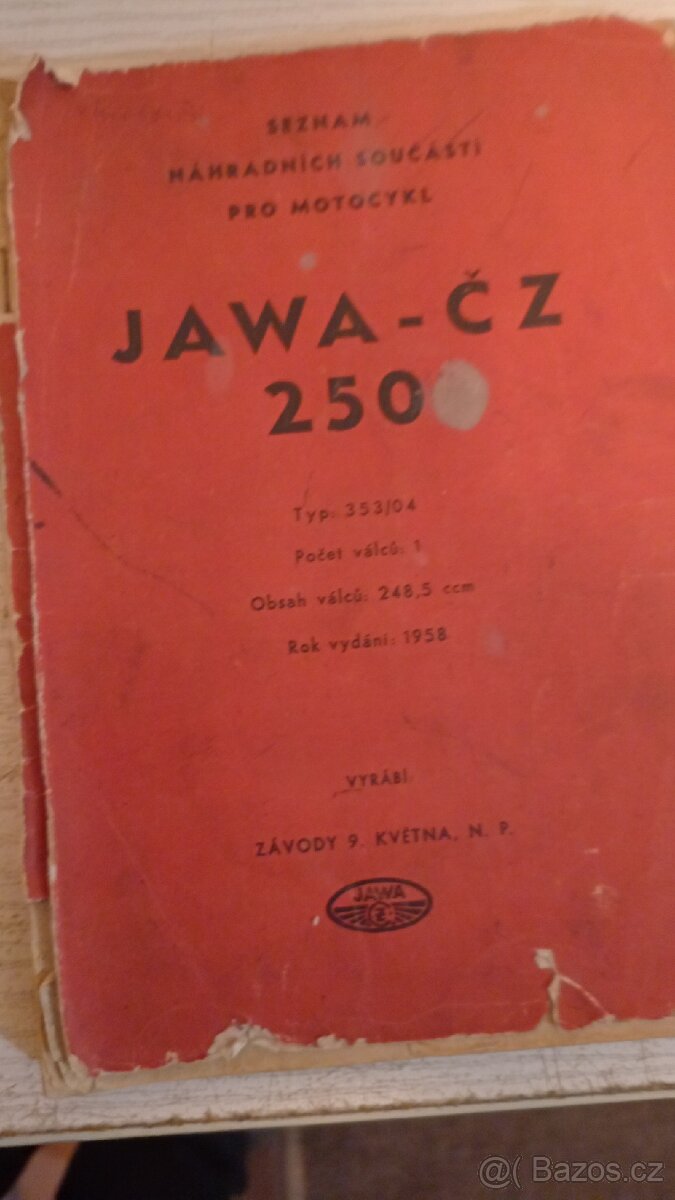 SEZNAM
NÁHRADNÍCH SOUČÁSTÍ
PRO MOTOCYKL
JAWA-ČZ
250
Typ: 353/04
Počet válců: 1
Obsah válců: 248,5 ccm
Rok vydání: 1958
VYRÁBÍ
ZÁVODY 9. KVĚTNA, N. P.
JAWA
ČZ
@ Bazos.cz